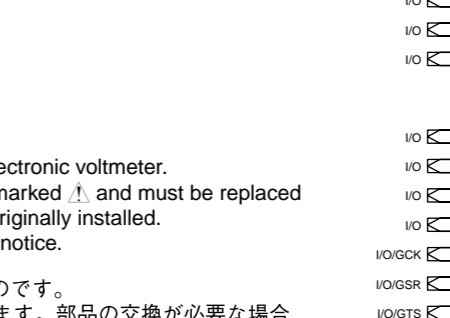 I/O
I/O
I/O
ectronic voltmeter.
marked ⚠ and must be replaced
riginally installed.
notice.
のです。
ます。部品の交換が必要な場合
I/O
I/O
I/O
I/O
I/O/GCK
I/O/GSR
I/O/GTS